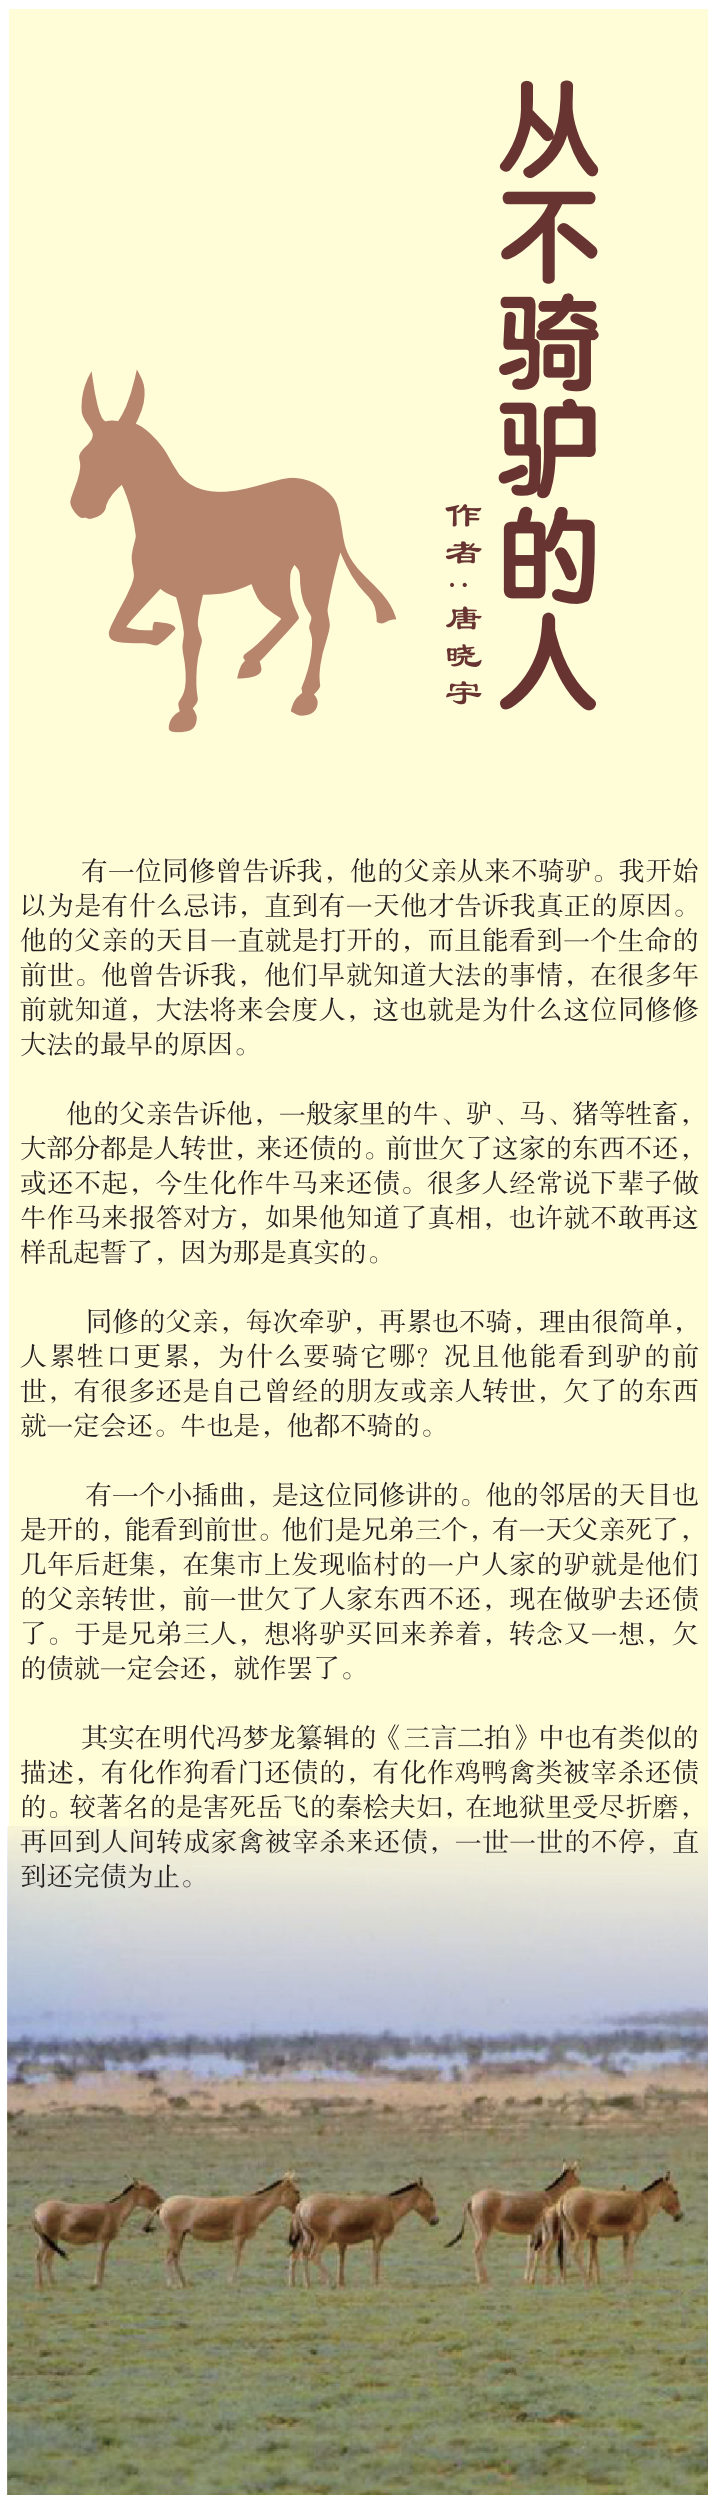 从不骑驴的人
作者：唐晓宇
有一位同修曾告诉我，他的父亲从来不骑驴。我开始
以为是有什么忌讳，直到有一天他才告诉我真正的原因。
他的父亲的天目一直就是打开的，而且能看到一个生命的
前世。他曾告诉我，他们早就知道大法的事情，在很多年
前就知道，大法将来会度人，这也就是为什么这位同修修
大法的最早的原因。
他的父亲告诉他，一般家里的牛、驴、马、猪等牲畜，
大部分都是人转世，来还债的。前世欠了这家的东西不还，
或还不起，今生化作牛马来还债。很多人经常说下辈子做
牛作马来报答对方，如果他知道了真相，也许就不敢再这
样乱起誓了，因为那是真实的。
同修的父亲，每次牵驴，再累也不骑，理由很简单，
人累牲口更累，为什么要骑它哪？况且他能看到驴的前
世，有很多还是自己曾经的朋友或亲人转世，欠了的东西
就一定会还。牛也是，他都不骑的。
有一个小插曲，是这位同修讲的。他的邻居的天目也
是开的，能看到前世。他们是兄弟三个，有一天父亲死了，
几年后赶集，在集市上发现临村的一户人家的驴就是他们
的父亲转世，前一世欠了人家东西不还，现在做驴去还债
了。于是兄弟三人，想将驴买回来养着，转念又一想，欠
的债就一定会还，就作罢了。
其实在明代冯梦龙纂辑的《三言二拍》中也有类似的
描述，有化作狗看门还债的，有化作鸡鸭禽类被宰杀还债
的。较著名的是害死岳飞的秦桧夫妇，在地狱里受尽折磨，
再回到人间转成家禽被宰杀来还债，一世一世的不停，直
到还完债为止。